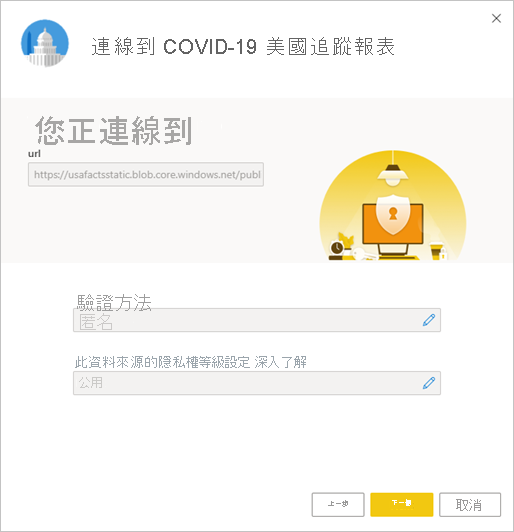 連線到 COVID-19 美國追蹤報表
您正連線到
url
https://usafactsstatic.blob.core.windows.net/publ
驗證方法
匿名
此資料來源的隱私權等級設定 深入了解
公用
上一步 下一步 取消